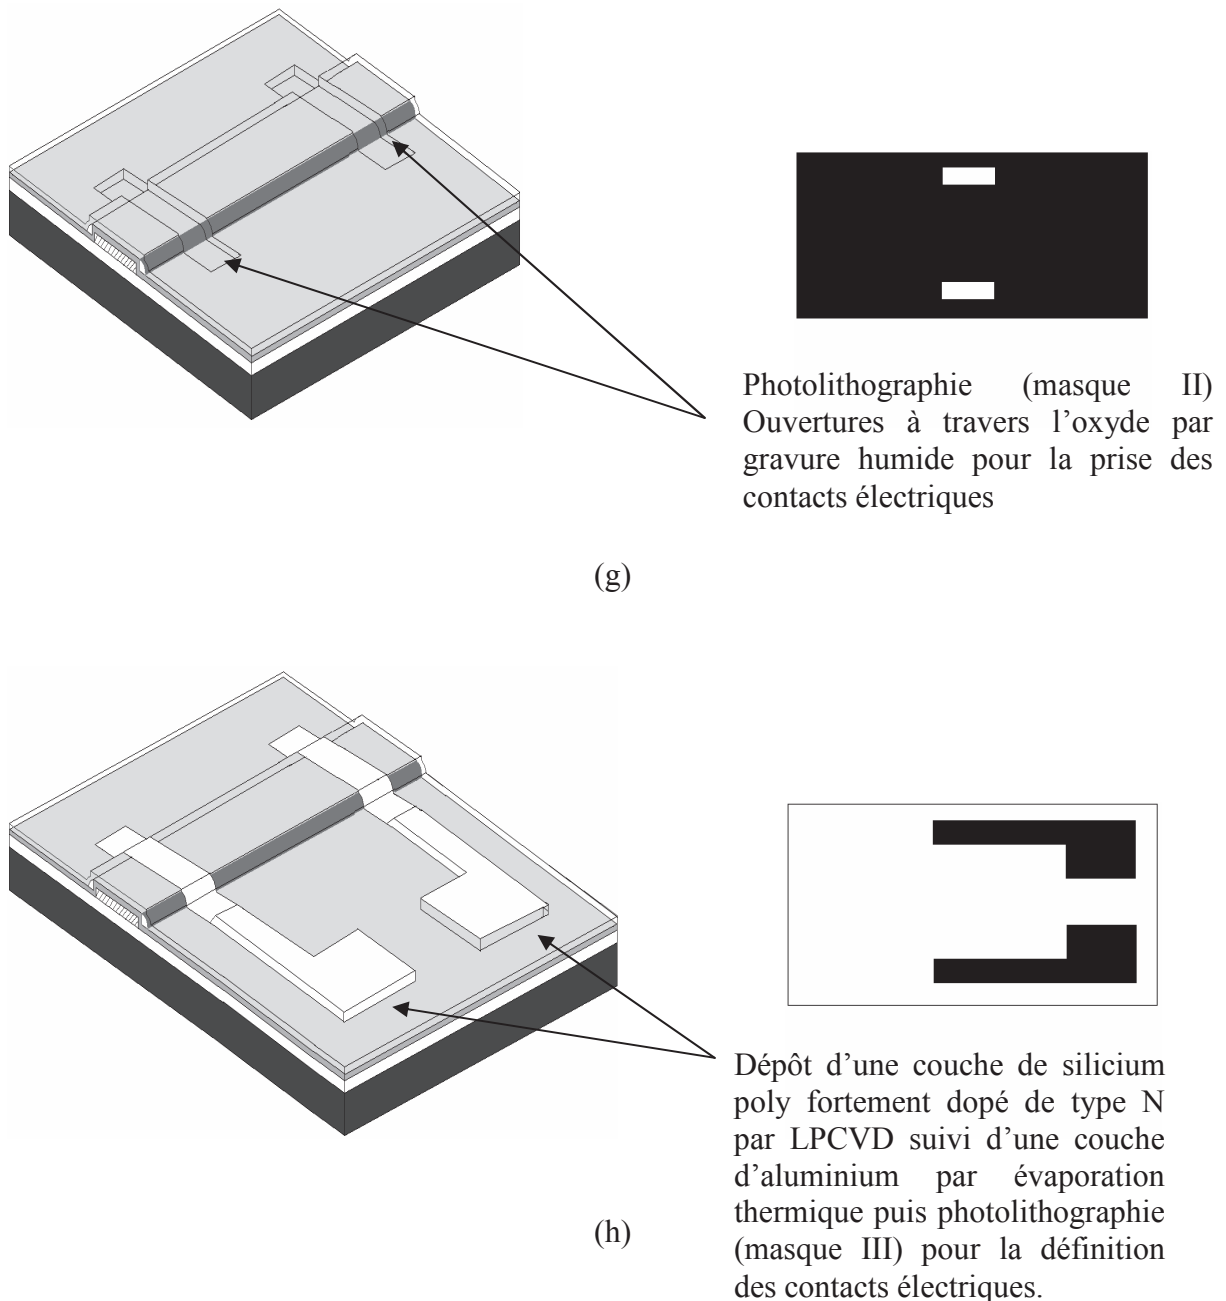 Photolithographie (masque II)
Ouvertures à travers l’oxyde par
gravure humide pour la prise des
contacts électriques
(g)
Dépôt d’une couche de silicium
poly fortement dopé de type N
par LPCVD suivi d’une couche
d’aluminium par évaporation
thermique puis photolithographie
(masque III) pour la définition
des contacts électriques.
(h)